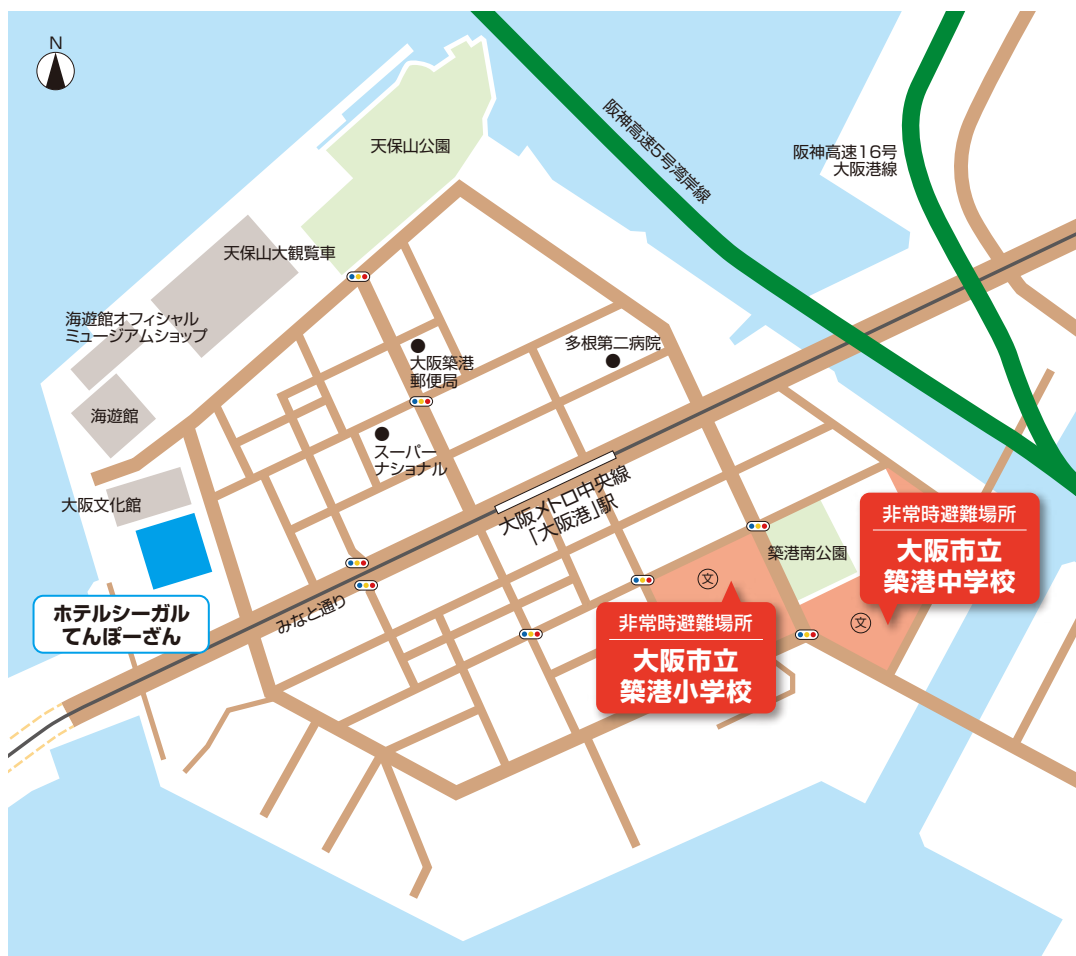 N
天保山公園
阪神高速5号湾岸線
阪神高速16号
大阪港線
天保山大観覧車
海遊館オフィシャル
ミュージアムショップ
大阪築港
郵便局
多根第二病院
海遊館
スーパー
ナショナル
大阪文化館
大阪メトロ中央線
「大阪港」駅
非常時避難場所
大阪市立
築港中学校
築港南公園
文
文
ホテルシーガル
てんぽーざん
みなと通り
非常時避難場所
大阪市立
築港小学校